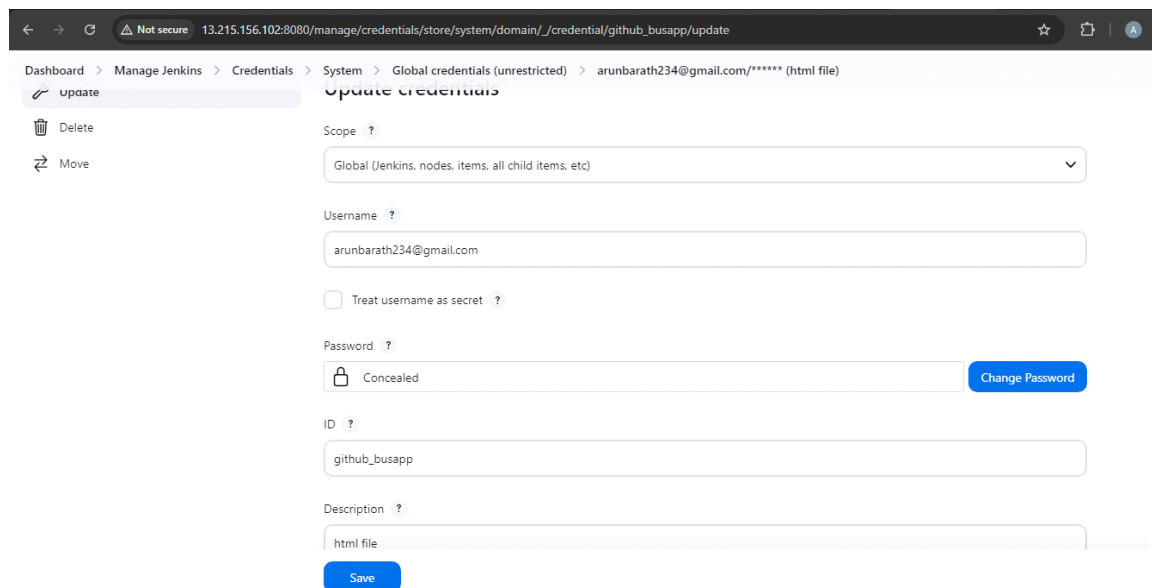 Not secure 13.215.156.102:8080/manage/credentials/store/system/domain/_/credential/github_busapp/update
A
Dashboard > Manage Jenkins > Credentials > System > Global credentials (unrestricted) > arunbarath234@gmail.com/****** (html file)
Update
Update credentials
Delete
Move
Scope ?
Global (Jenkins, nodes, items, all child items, etc)
Username ?
arunbarath234@gmail.com
Treat username as secret ?
Password ?
Concealed
Change Password
ID ?
github_busapp
Description ?
html file
Save